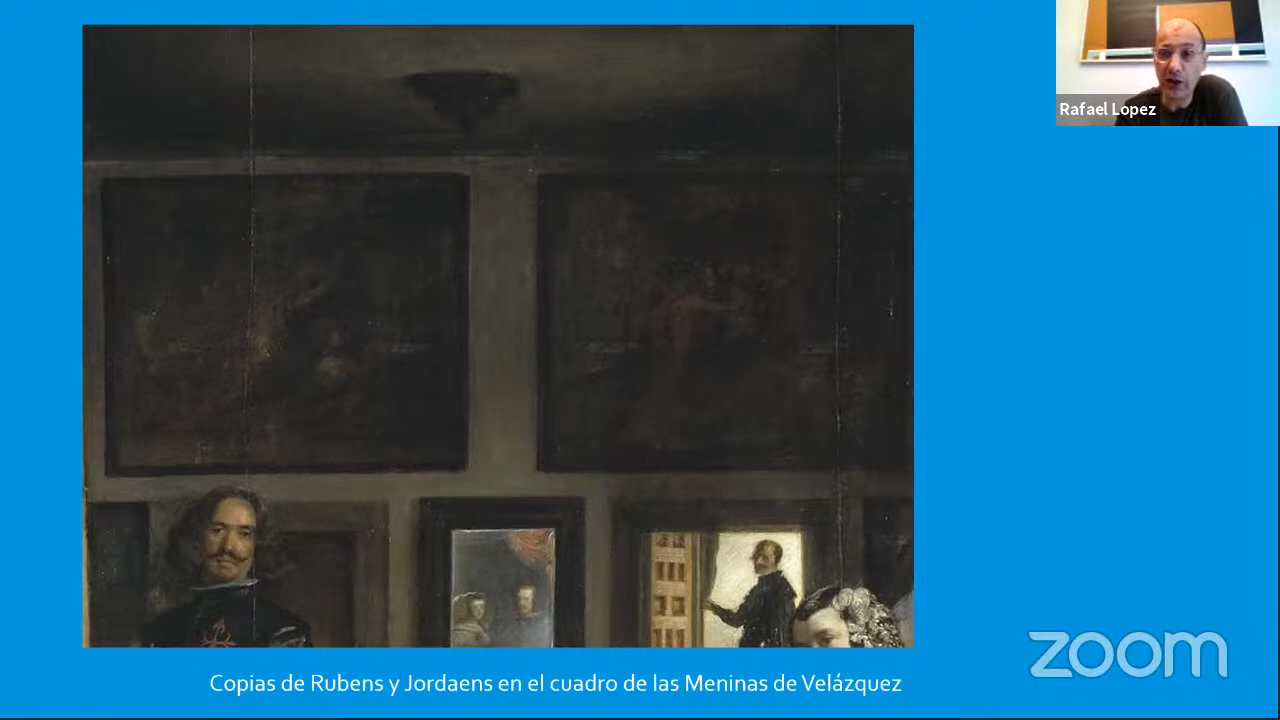 Rafael Lopez
zoom
Copias de Rubens y Jordaens en el cuadro de las Meninas de Velázquez